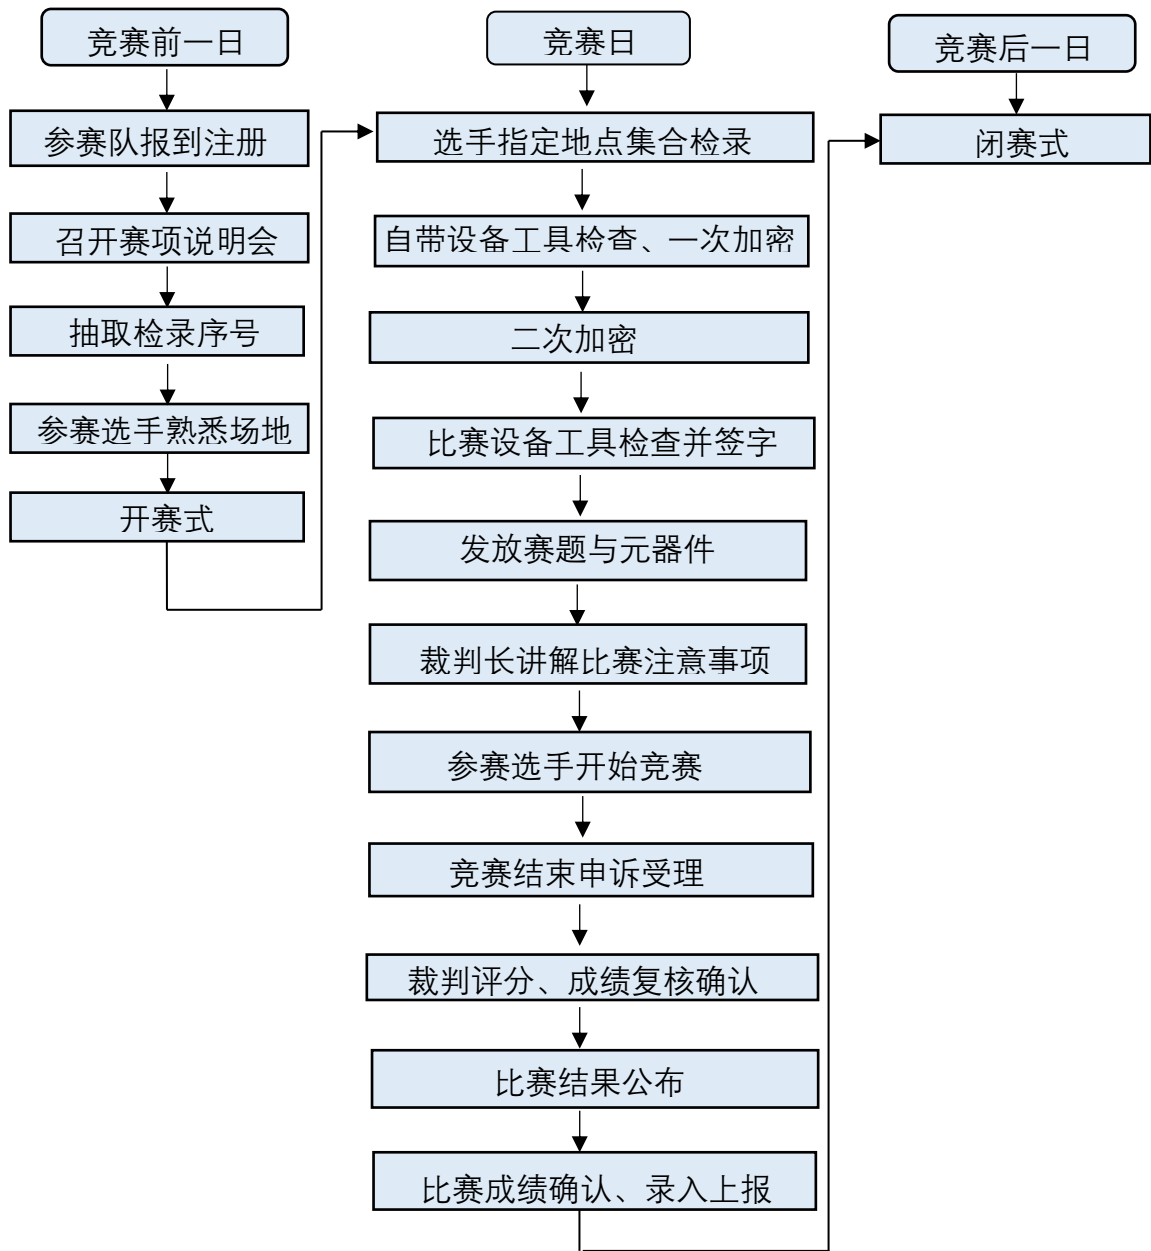 竞赛前一日
参赛队报到注册
召开赛项说明会
抽取检录序号
参赛选手熟悉场地
开赛式
竞赛日
选手指定地点集合检录
自带设备工具检查、一次加密
二次加密
比赛设备工具检查并签字
发放赛题与元器件
裁判长讲解比赛注意事项
参赛选手开始竞赛
竞赛结束申诉受理
裁判评分、成绩复核确认
比赛结果公布
比赛成绩确认、录入上报
竞赛后一日
闭赛式